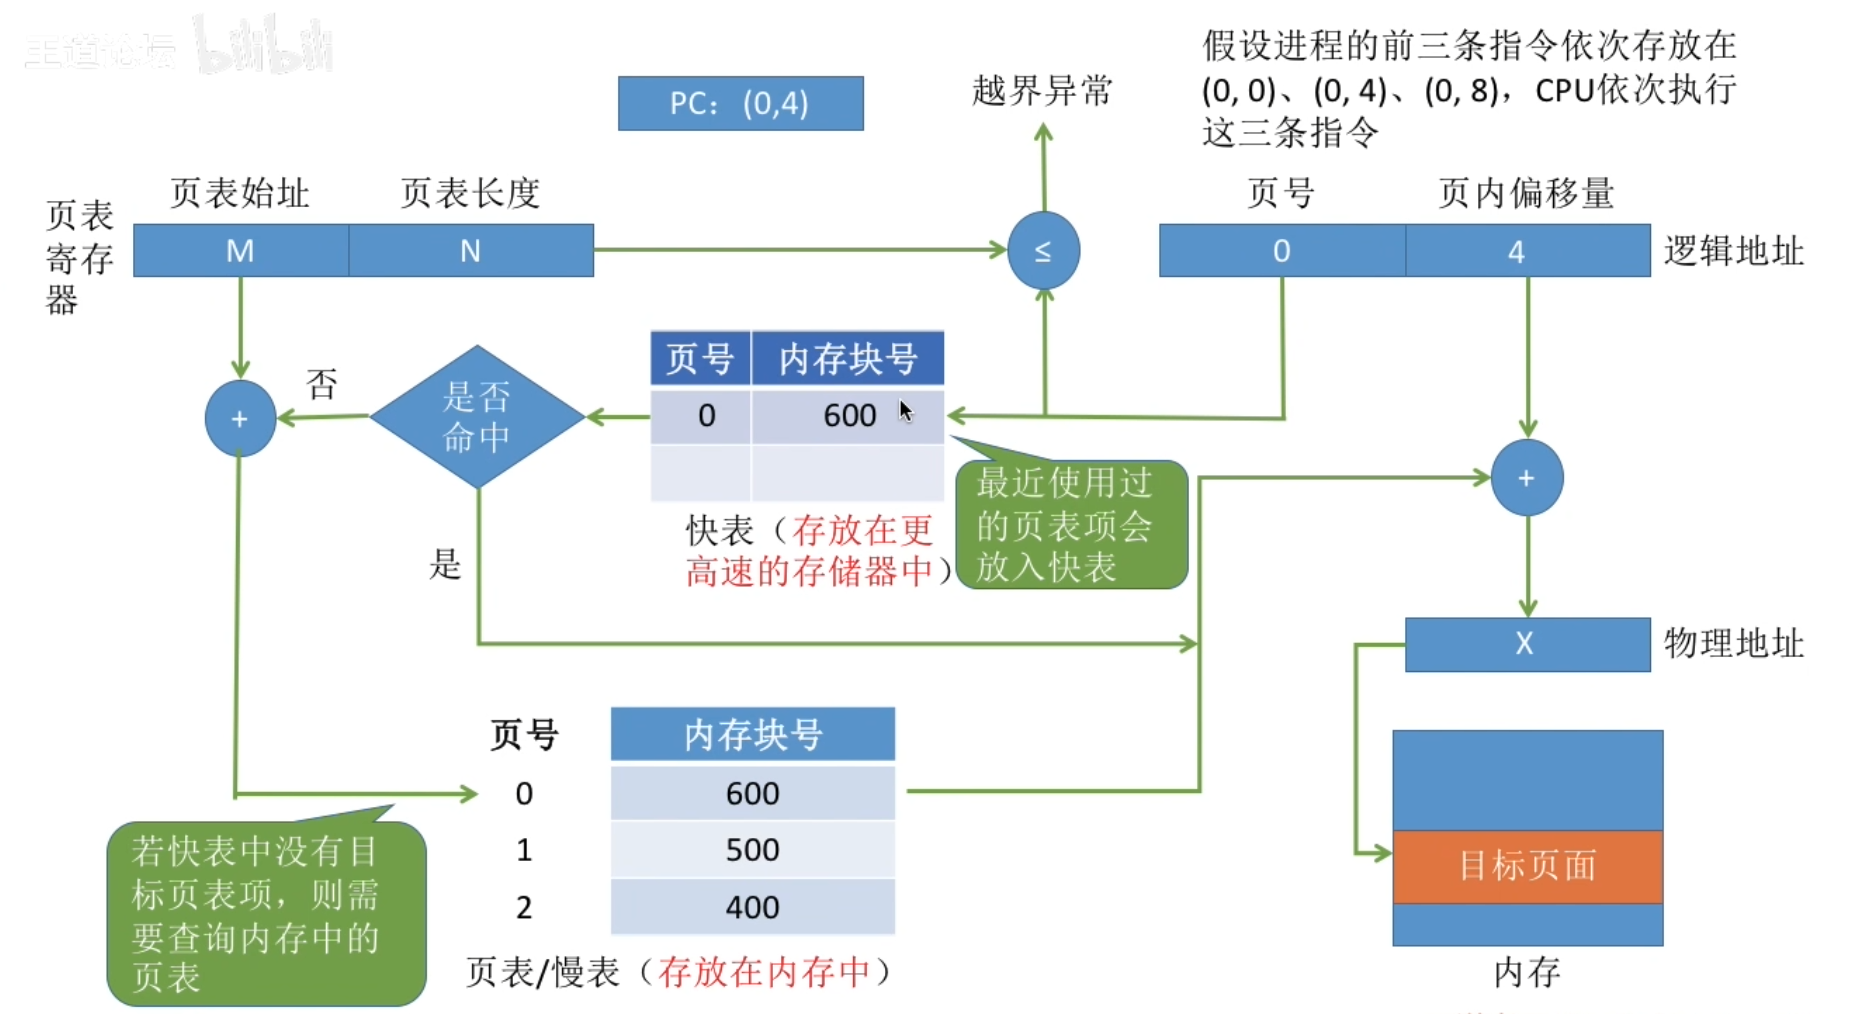 王道论坛 bilibili
假设进程的前三条指令依次存放在
(0, 0)、(0, 4)、(0, 8)，CPU依次执行
这三条指令
PC：(0,4)
越界异常
页表
寄存
器
页表始址
页表长度
M
N
≤
页号
页内偏移量
0
4
逻辑地址
+
否
是否
命中
是
页号
内存块号
0
600
快表（存放在更
高速的存储器中）
最近使用过
的页表项会
放入快表
+
X
物理地址
页号
内存块号
0
600
1
500
2
400
页表/慢表（存放在内存中）
若快表中没有目
标页表项，则需
要查询内存中的
页表
目标页面
内存